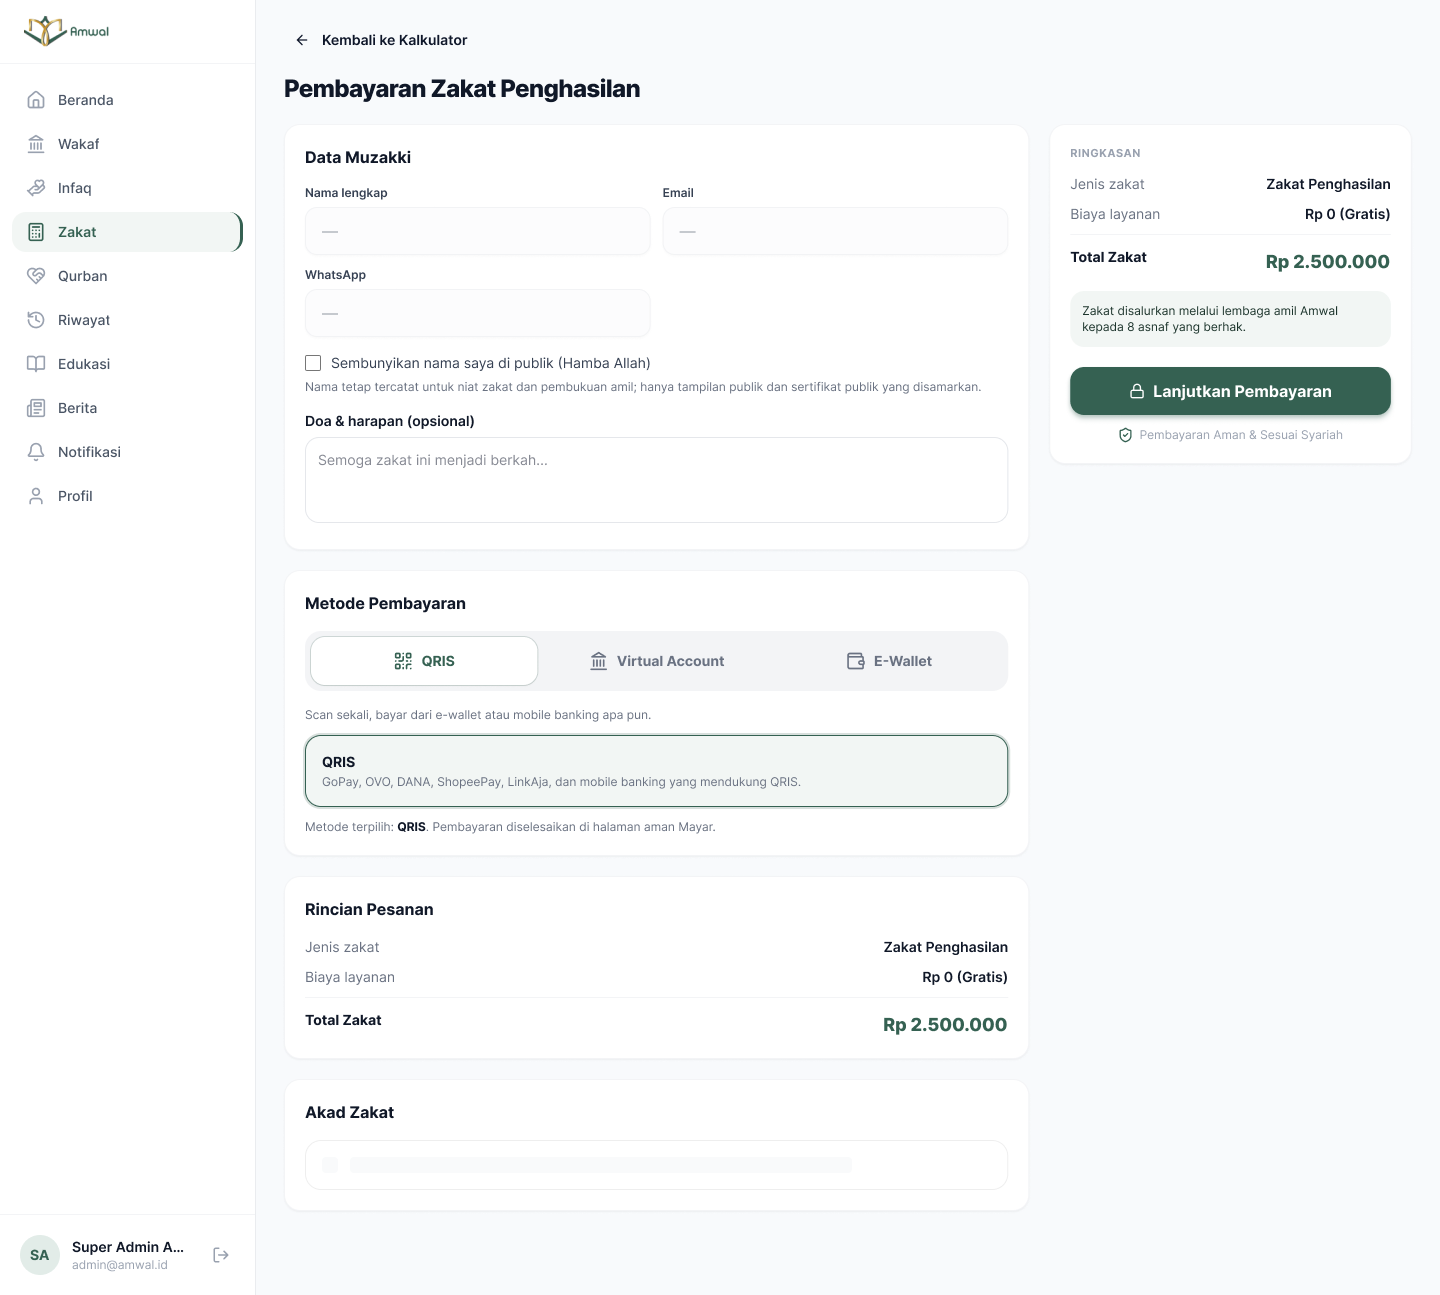 Amwal
Beranda
Wakaf
Infaq
Zakat
Qurban
Riwayat
Edukasi
Berita
Notifikasi
Profil
SA
Super Admin A...
admin@amwal.id
Kembali ke Kalkulator
Pembayaran Zakat Penghasilan
Data Muzakki
Nama lengkap
Email
—
—
WhatsApp
—
Sembunyikan nama saya di publik (Hamba Allah)
Nama tetap tercatat untuk niat zakat dan pembukuan amil; hanya tampilan publik dan sertifikat publik yang disamarkan.
Doa & harapan (opsional)
Semoga zakat ini menjadi berkah...
Metode Pembayaran
QRIS
Virtual Account
E-Wallet
Scan sekali, bayar dari e-wallet atau mobile banking apa pun.
QRIS
GoPay, OVO, DANA, ShopeePay, LinkAja, dan mobile banking yang mendukung QRIS.
Metode terpilih: QRIS. Pembayaran diselesaikan di halaman aman Mayar.
Rincian Pesanan
Jenis zakat Zakat Penghasilan
Biaya layanan Rp 0 (Gratis)
Total Zakat Rp 2.500.000
Akad Zakat
RINGKASAN
Jenis zakat Zakat Penghasilan
Biaya layanan Rp 0 (Gratis)
Total Zakat Rp 2.500.000
Zakat disalurkan melalui lembaga amil Amwal
kepada 8 asnaf yang berhak.
Lanjutkan Pembayaran
Pembayaran Aman & Sesuai Syariah